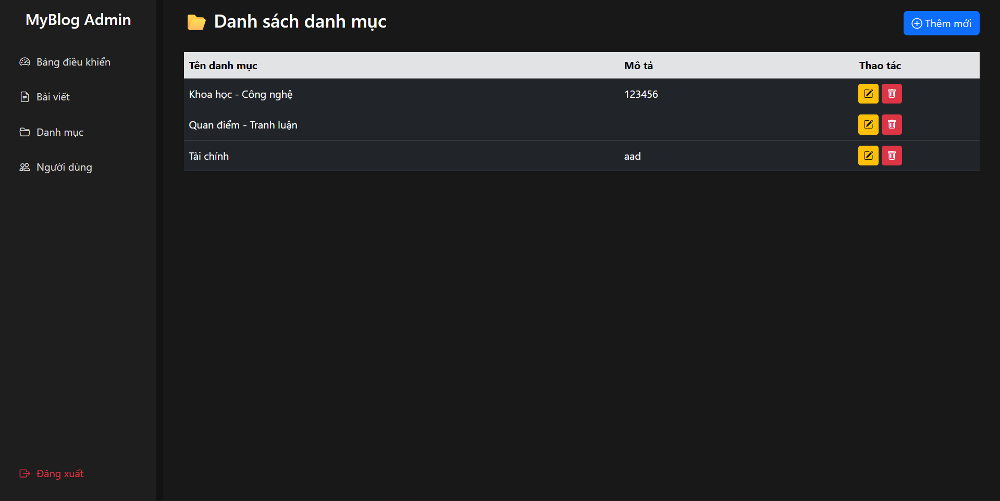 MyBlog Admin
Bảng điều khiển
Bài viết
Danh mục
Người dùng
Đăng xuất
Danh sách danh mục
Thêm mới
Tên danh mục Mô tả Thao tác
Khoa học - Công nghệ 123456
Quan điểm - Tranh luận
Tài chính aad